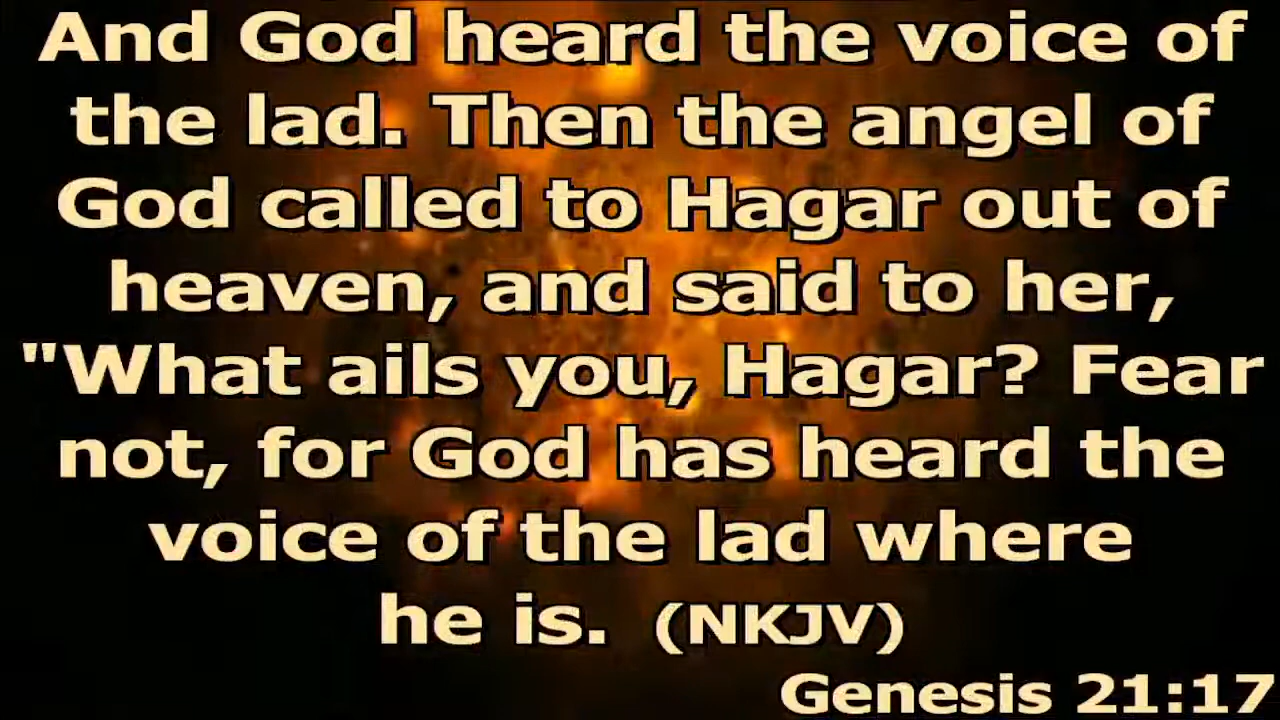 And God heard the voice of
the lad. Then the angel of
God called to Hagar out of
heaven, and said to her,
"What ails you, Hagar? Fear
not, for God has heard the
voice of the lad where
he is. (NKJV)
Genesis 21:17